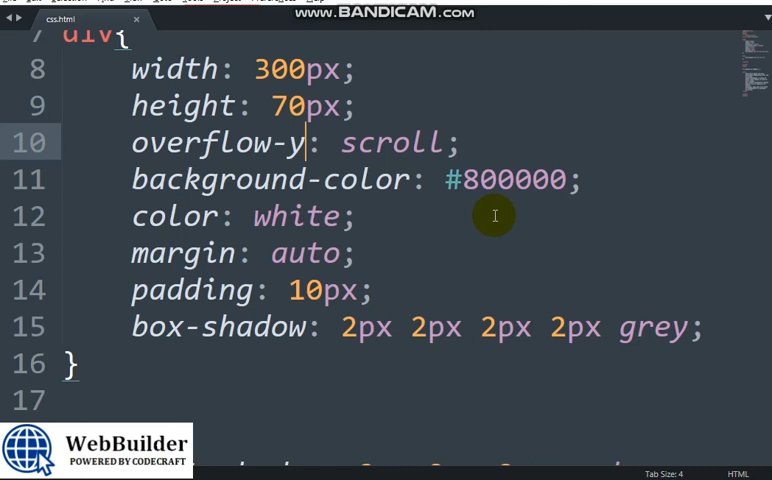 WWW.BANDICAM.COM
css.html
7 div{
8 width: 300px;
9 height: 70px;
10 overflow-y: scroll;
11 background-color: #800000;
12 color: white;
13 margin: auto;
14 padding: 10px;
15 box-shadow: 2px 2px 2px 2px grey;
16 }
17
WebBuilder
POWERED BY CODECRAFT
Tab Size: 4 HTML